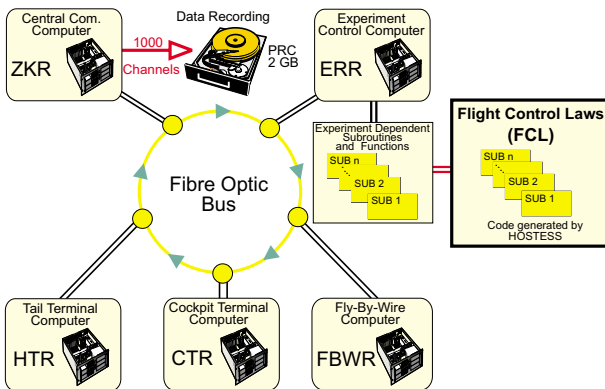 Central Com.
Computer
ZKR
1000
Channels
Data Recording
PRC
2 GB
Experiment
Control Computer
ERR
Experiment Dependent
Subroutines
and Functions
SUB n
SUB 2
SUB 1
Flight Control Laws
(FCL)
SUB n
SUB 2
SUB 1
Code generated by
HOSTESS
Fibre Optic
Bus
Tail Terminal
Computer
HTR
Cockpit Terminal
Computer
CTR
Fly-By-Wire
Computer
FBWR